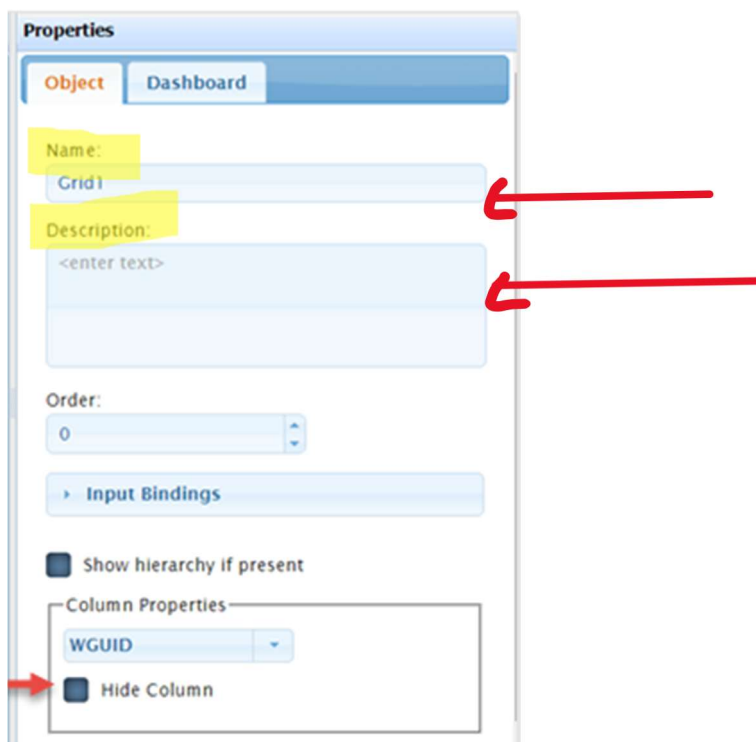 Properties
Object Dashboard
Name:
Grid1
Description:
<enter text>
Order:
0
Input Bindings
Show hierarchy if present
Column Properties
WGUID
Hide Column